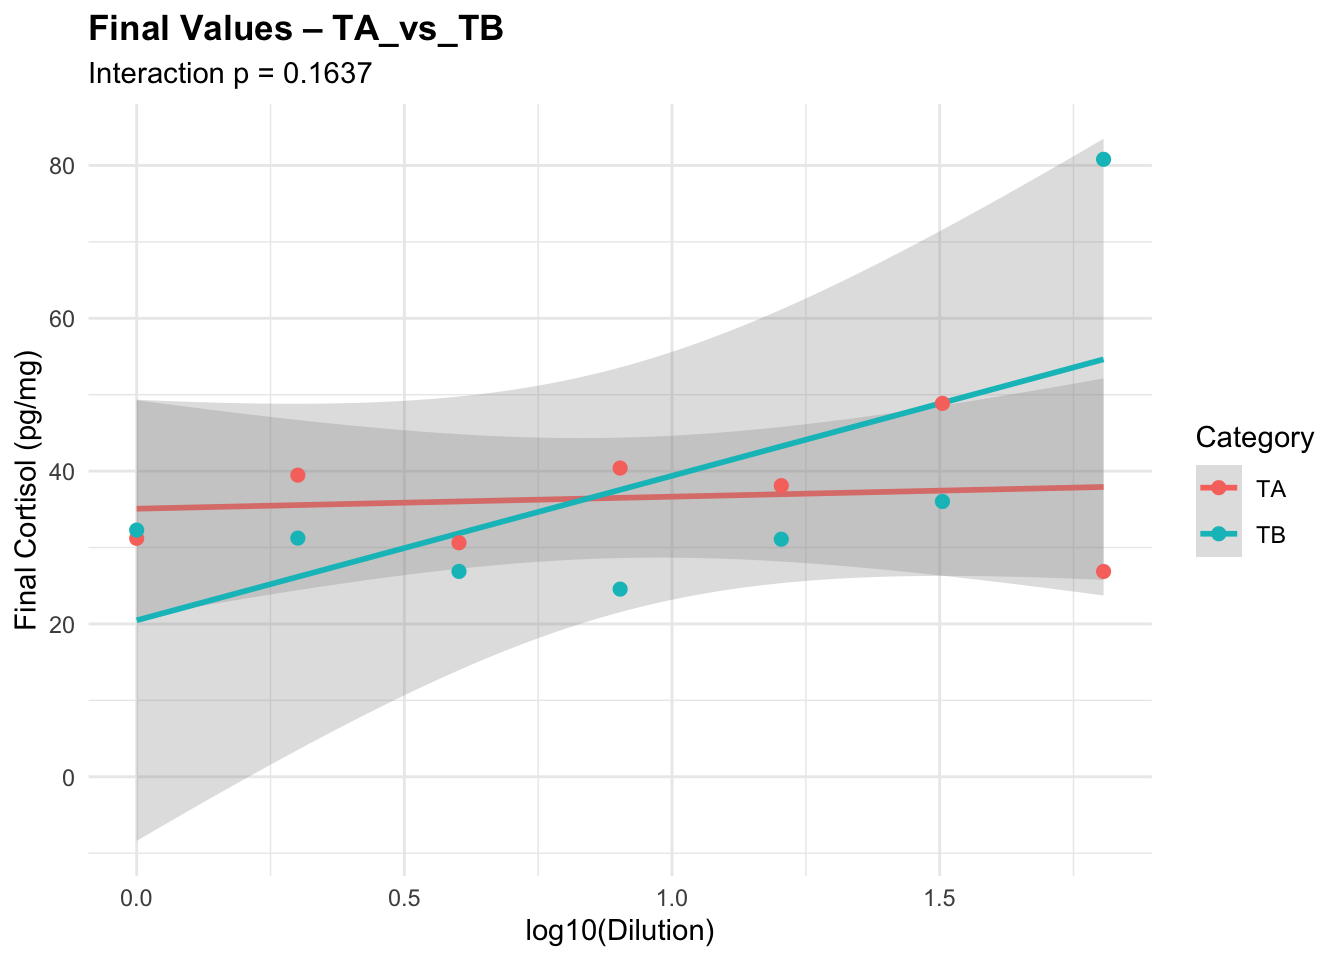 Final Values – TA_vs_TB
Interaction p = 0.1637
80
60
40
20
0
Final Cortisol (pg/mg)
0.0 0.5 1.0 1.5
log10(Dilution)
Category
TA
TB